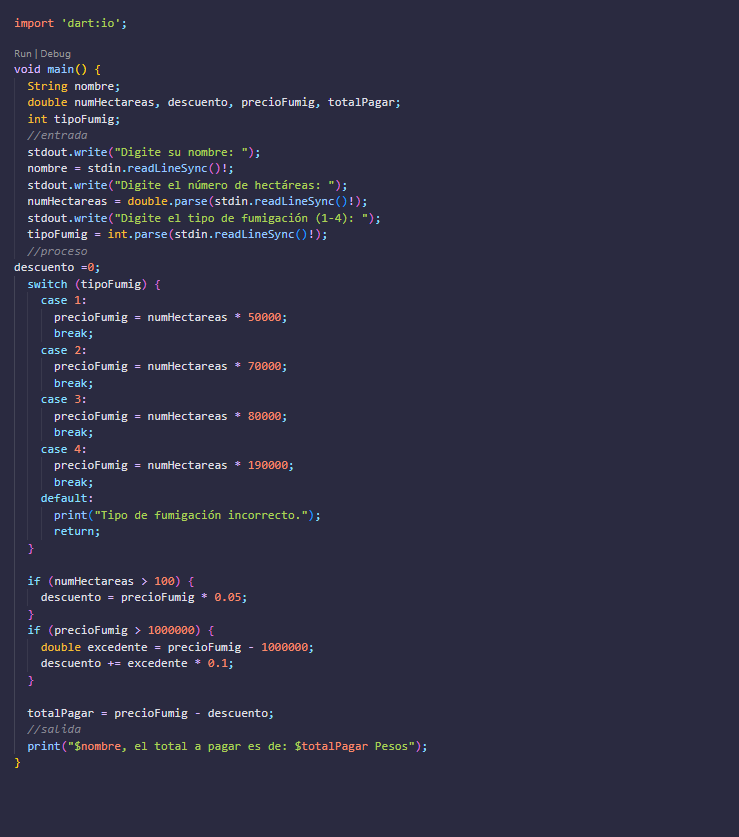 import 'dart:io';
Run | Debug
void main() {
String nombre;
double numHectareas, descuento, precioFumig, totalPagar;
int tipoFumig;
//entrada
stdout.write("Digite su nombre: ");
nombre = stdin.readLineSync()!;
stdout.write("Digite el número de hectáreas: ");
numHectareas = double.parse(stdin.readLineSync()!);
stdout.write("Digite el tipo de fumigación (1-4): ");
tipoFumig = int.parse(stdin.readLineSync()!);
//proceso
descuento =0;
switch (tipoFumig) {
case 1:
precioFumig = numHectareas * 50000;
break;
case 2:
precioFumig = numHectareas * 70000;
break;
case 3:
precioFumig = numHectareas * 80000;
break;
case 4:
precioFumig = numHectareas * 190000;
break;
default:
print("Tipo de fumigación incorrecto.");
return;
}
if (numHectareas > 100) {
descuento = precioFumig * 0.05;
}
if (precioFumig > 1000000) {
double excedente = precioFumig - 1000000;
descuento += excedente * 0.1;
}
totalPagar = precioFumig - descuento;
//salida
print("$nombre, el total a pagar es de: $totalPagar Pesos");
}